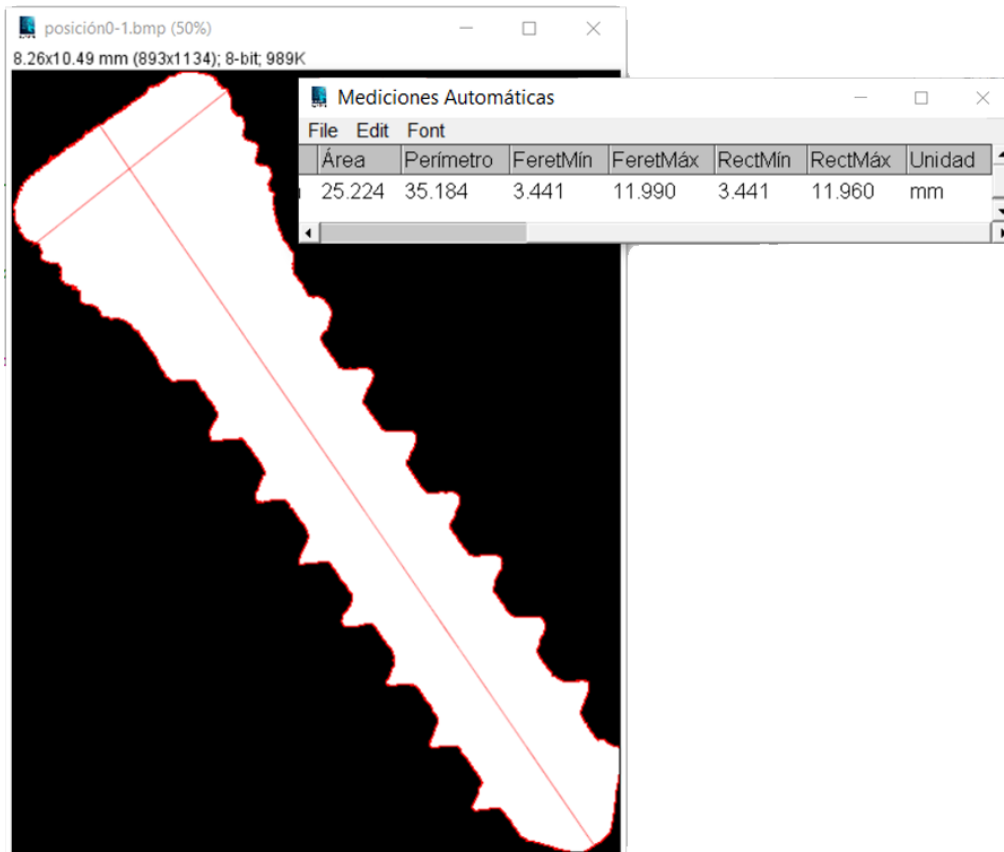 posición0-1.bmp (50%)
8.26x10.49 mm (893x1134); 8-bit; 989K
Mediciones Automáticas
File Edit Font
Área Perímetro FeretMín FeretMáx RectMín RectMáx Unidad
25.224 35.184 3.441 11.990 3.441 11.960 mm